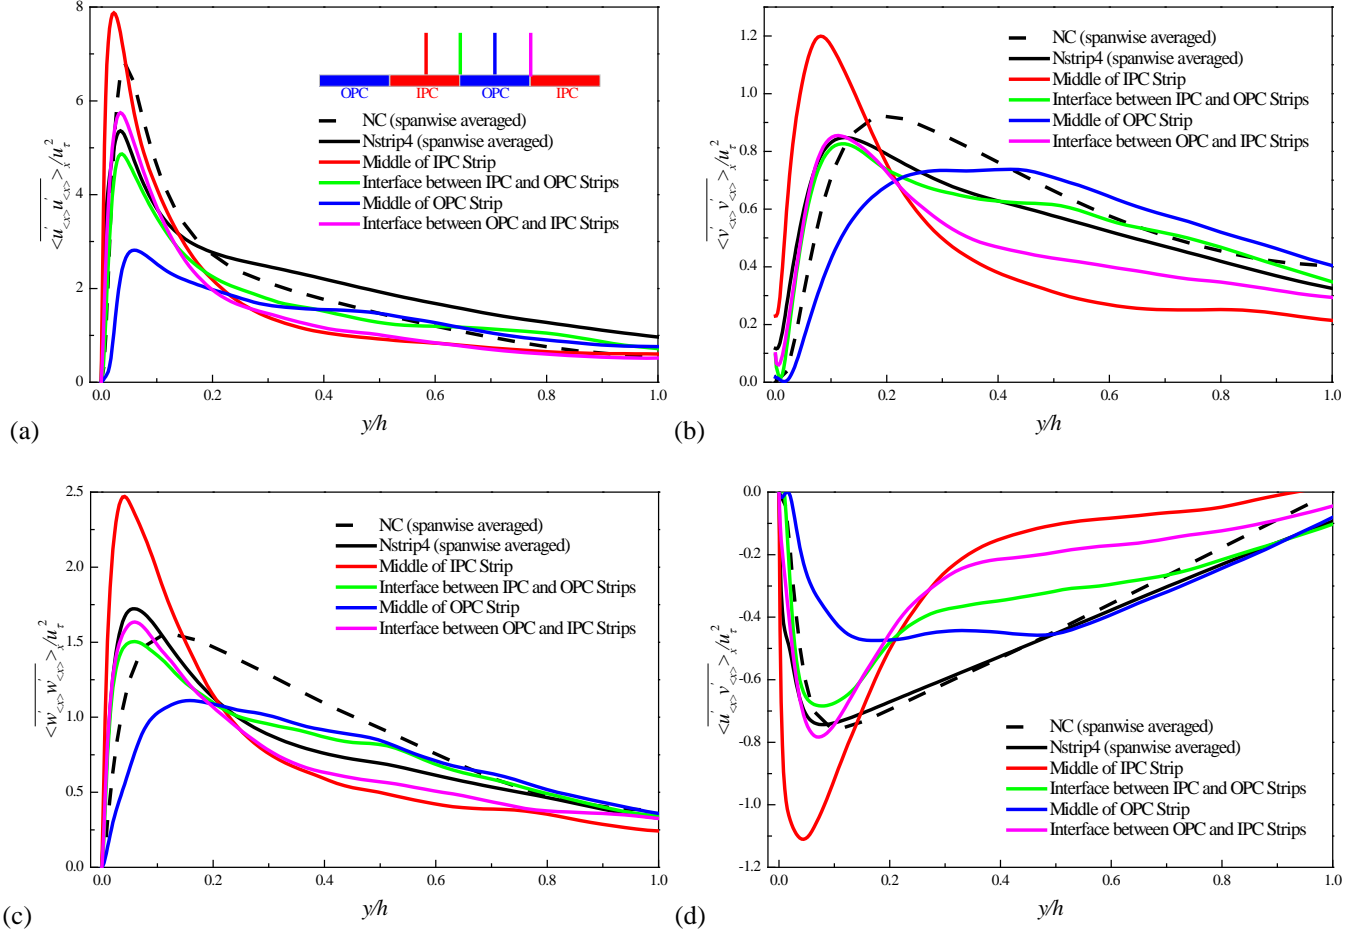 8
6
4
2
0
0.0 0.2 0.4 0.6 0.8 1.0
y/h
<u'<x>u'<x>>x/uτ²
OPC IPC OPC IPC
NC (spanwise averaged)
Nstrip4 (spanwise averaged)
Middle of IPC Strip
Interface between IPC and OPC Strips
Middle of OPC Strip
Interface between OPC and IPC Strips
(a)
1.2
1.0
0.8
0.6
0.4
0.2
0.0
0.0 0.2 0.4 0.6 0.8 1.0
y/h
<v'<x>v'<x>>x/uτ²
NC (spanwise averaged)
Nstrip4 (spanwise averaged)
Middle of IPC Strip
Interface between IPC and OPC Strips
Middle of OPC Strip
Interface between OPC and IPC Strips
(b)
2.5
2.0
1.5
1.0
0.5
0.0
0.0 0.2 0.4 0.6 0.8 1.0
y/h
<w'<x>w'<x>>x/uτ²
NC (spanwise averaged)
Nstrip4 (spanwise averaged)
Middle of IPC Strip
Interface between IPC and OPC Strips
Middle of OPC Strip
Interface between OPC and IPC Strips
(c)
0.0
-0.2
-0.4
-0.6
-0.8
-1.0
-1.2
0.0 0.2 0.4 0.6 0.8 1.0
y/h
<u'<x>v'<x>>x/uτ²
NC (spanwise averaged)
Nstrip4 (spanwise averaged)
Middle of IPC Strip
Interface between IPC and OPC Strips
Middle of OPC Strip
Interface between OPC and IPC Strips
(d)